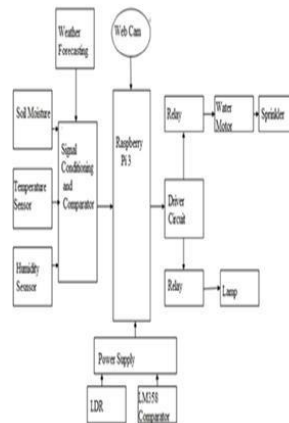 Weather
Forecasting
Web Cam
Soil Moisture
Temperature
Sensor
Humidity
Sesnsor
Signal
Conditioning
and
Comparator
Raspberry
Pi 3
Relay
Water
Motor
Sprinkler
Driver
Circuit
Relay
Lamp
Power Supply
LDR
LM358
Comparator